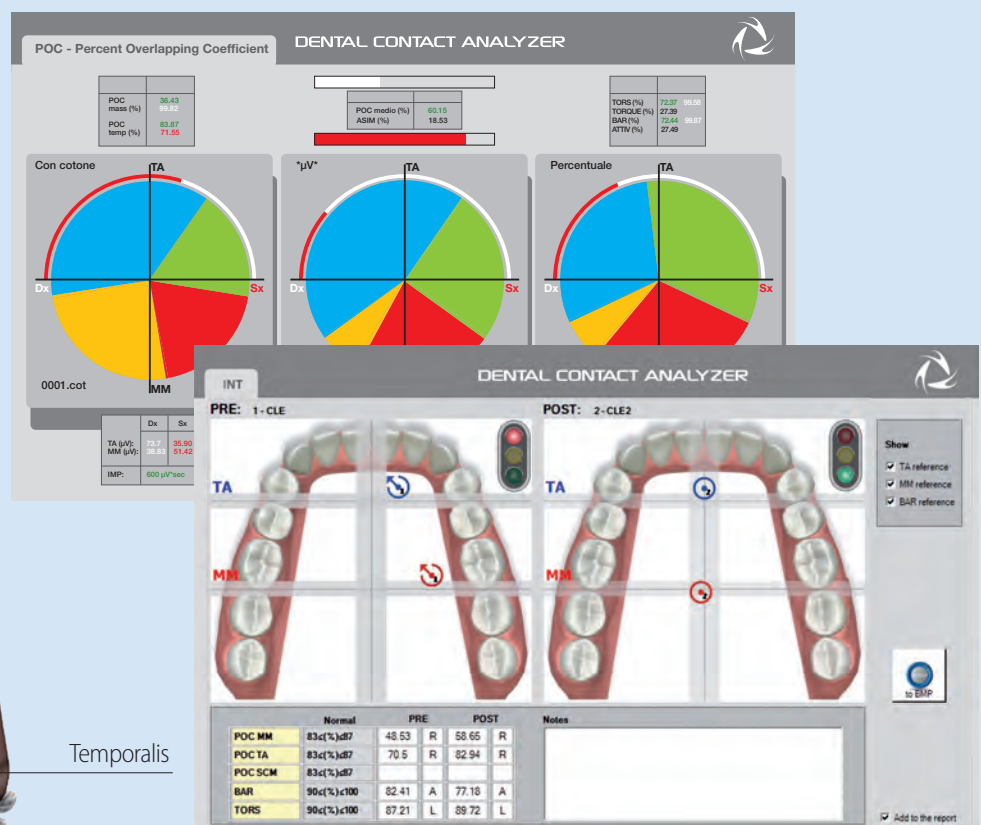 POC - Percent Overlapping Coefficient
DENTAL CONTACT ANALYZER
POC mass (%) 36.43 99.82
POC temp (%) 83.87 71.55
POC medio (%) 60.15
ASIM (%) 18.53
TORS (%) 72.37 99.58
TORQUE (%) 27.39
BAR (%) 72.44 99.87
ATTIV (%) 27.49
Con cotone
TA
Dx
Sx
0001.cot
MM
*µV*
TA
Dx
Sx
Percentuale
TA
Dx
Sx
Dx Sx
TA (µV): 73.7 35.90
MM (µV): 38.83 51.42
IMP: 600 µV*sec
INT
DENTAL CONTACT ANALYZER
PRE: 1-CLE
POST: 2-CLE2
TA
MM
1
1
TA
MM
2
2
Show
TA reference
MM reference
BAR reference
to EMP
Normal PRE POST
POC MM 83≤(%)≤87 48.53 R 58.65 R
POC TA 83≤(%)≤87 70.5 R 82.94 R
POC SCM 83≤(%)≤87
BAR 90≤(%)≤100 82.41 A 77.18 A
TORS 90≤(%)≤100 87.21 L 89.72 L
Notes
Add to the report
Temporalis